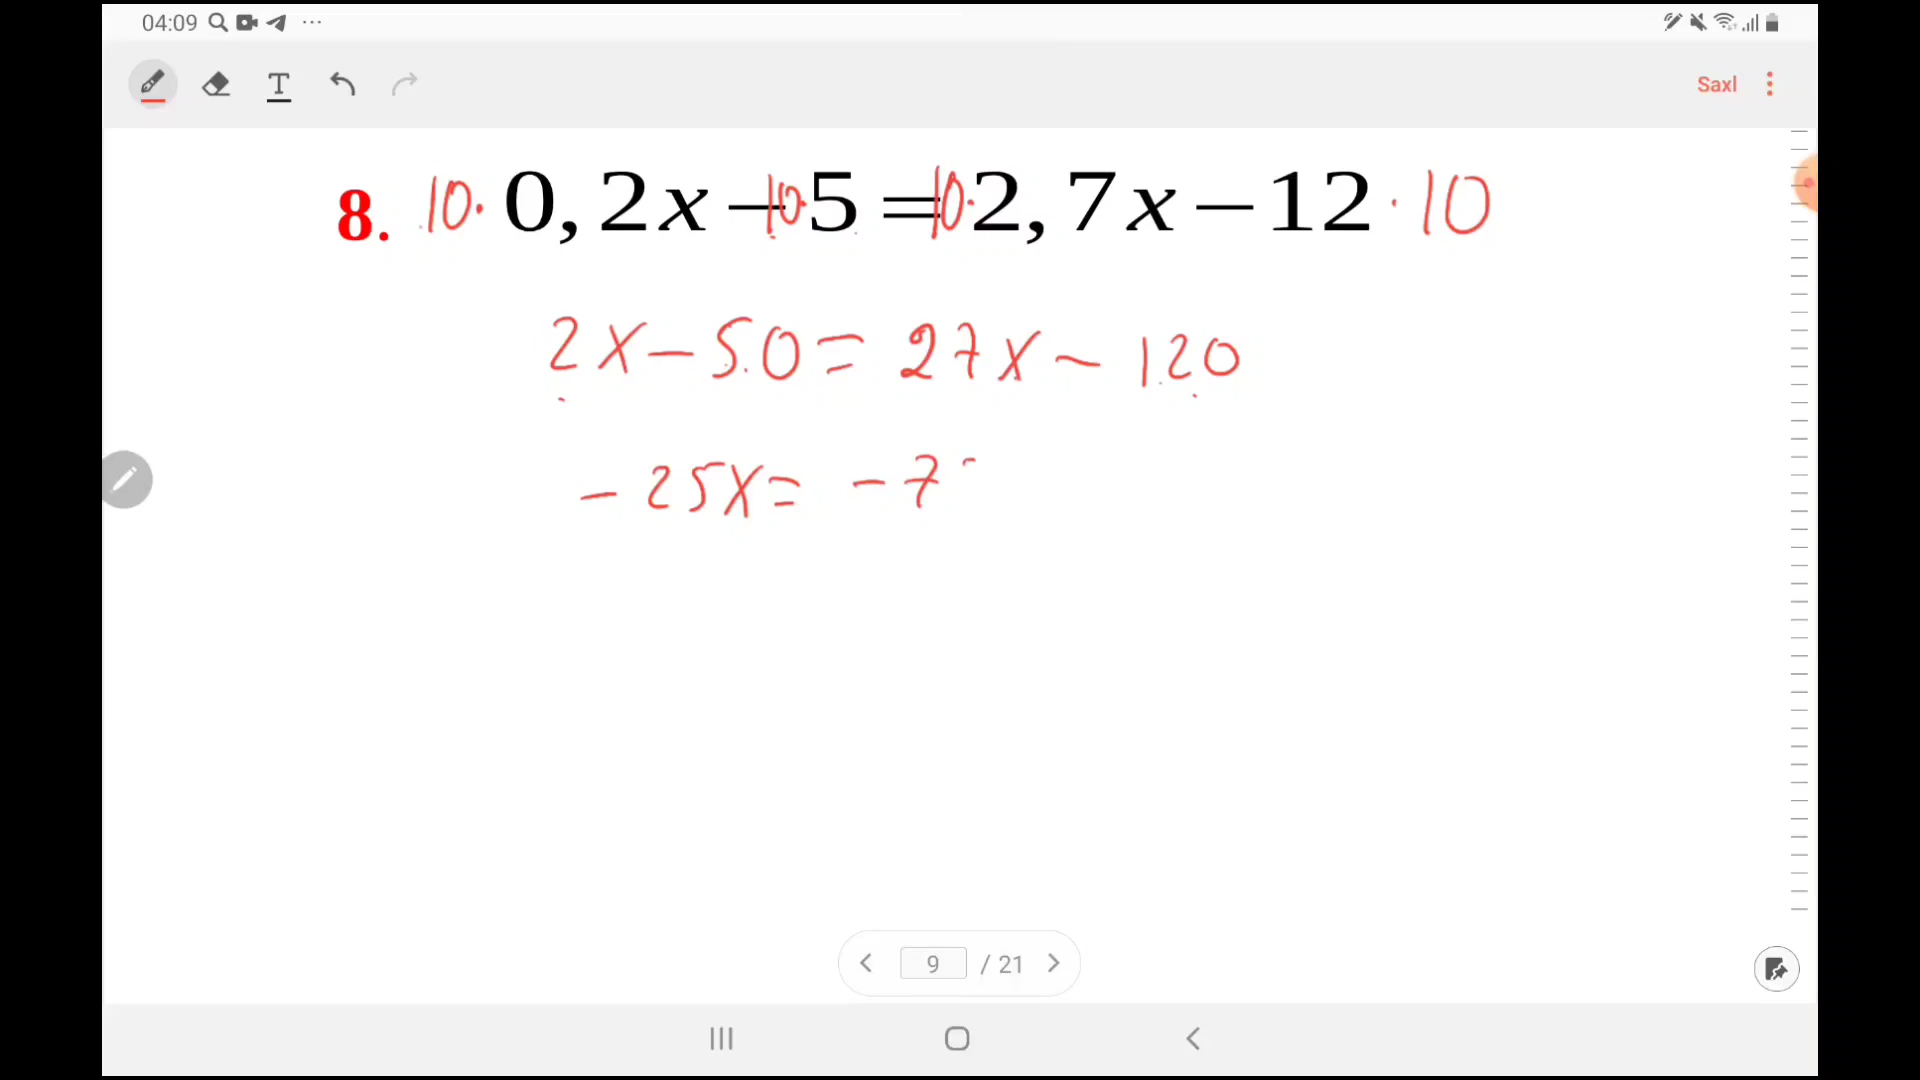 04:09 ...
Saxl
8. 10· 0,2x − 10· 5 = 10· 2,7x − 12 · 10
2x − 50 = 27x − 120
− 25x = − 7
9 / 21